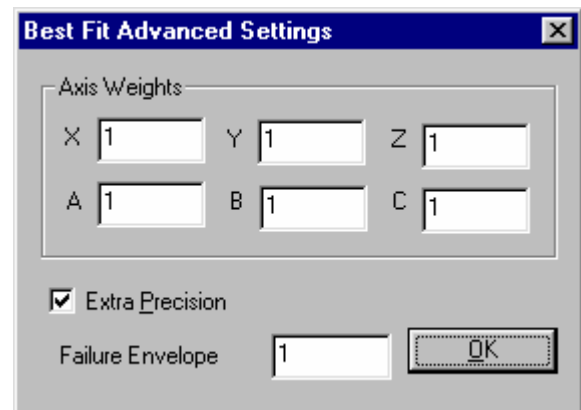 Best Fit Advanced Settings
Axis Weights
X 1 Y 1 Z 1
A 1 B 1 C 1
Extra Precision
Failure Envelope 1 OK